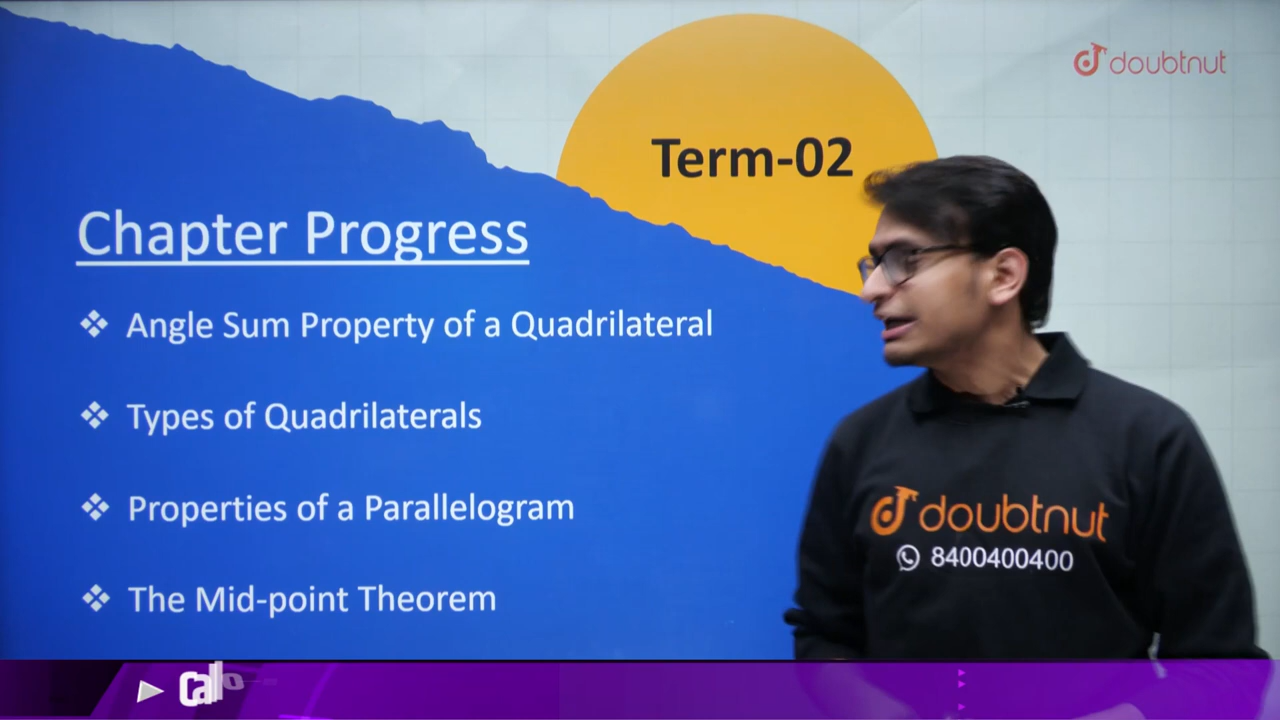 doubtnut
Term-02
Chapter Progress
Angle Sum Property of a Quadrilateral
Types of Quadrilaterals
Properties of a Parallelogram
The Mid-point Theorem
doubtnut
8400400400